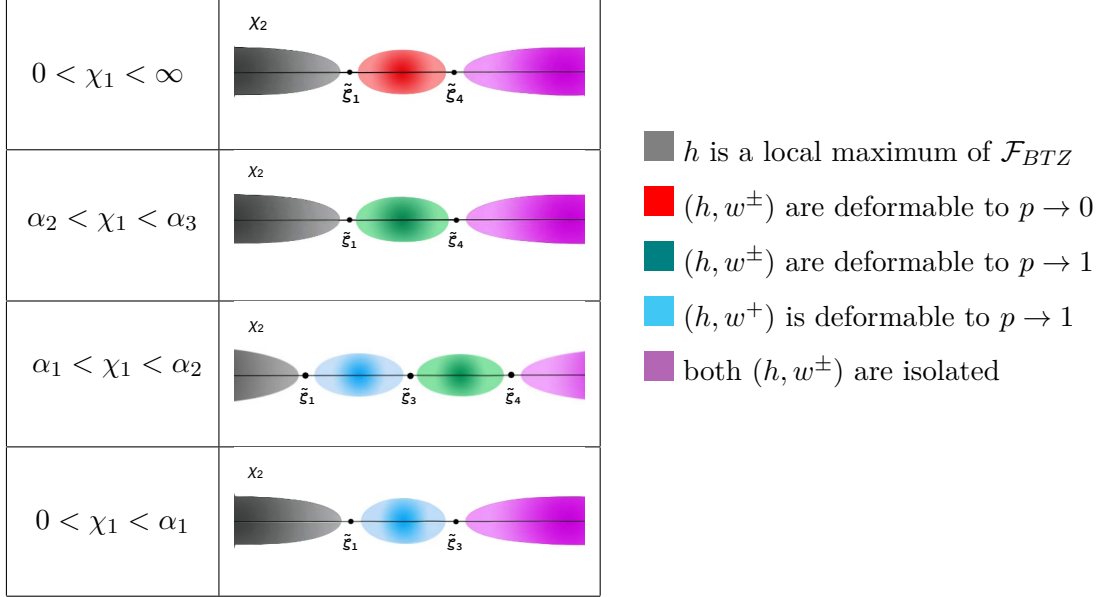 0 < χ₁ < ∞
χ₂
ξ̃₁ ξ̃₄
α₂ < χ₁ < α₃
χ₂
ξ̃₁ ξ̃₄
α₁ < χ₁ < α₂
χ₂
ξ̃₁ ξ̃₃ ξ̃₄
0 < χ₁ < α₁
χ₂
ξ̃₁ ξ̃₃
h is a local maximum of ℱ_BTZ
(h, w^±) are deformable to p → 0
(h, w^±) are deformable to p → 1
(h, w^+) is deformable to p → 1
both (h, w^±) are isolated